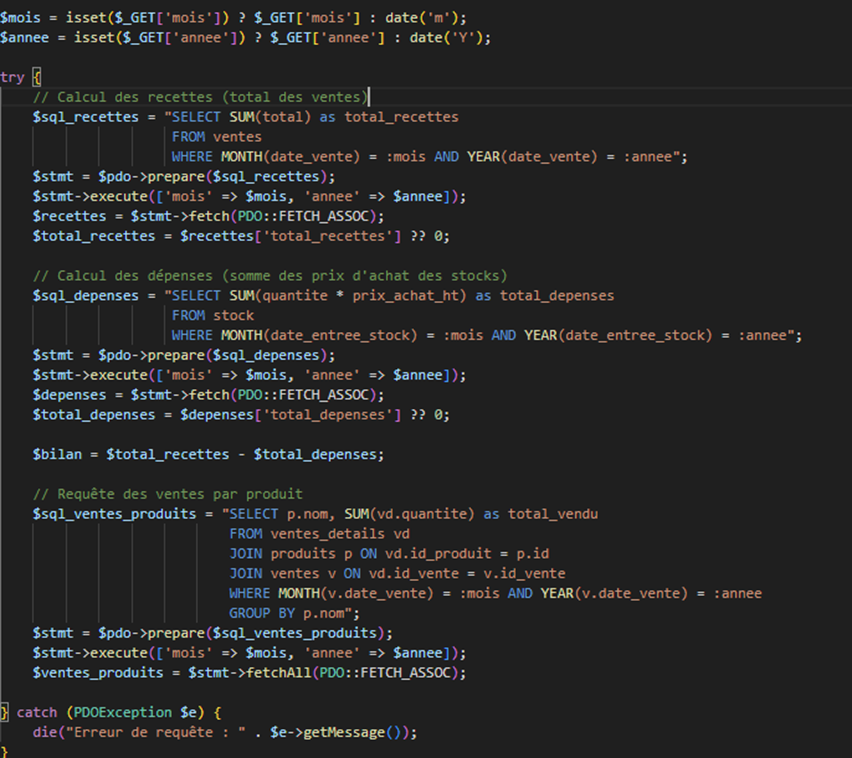 $mois = isset($_GET['mois']) ? $_GET['mois'] : date('m');
$annee = isset($_GET['annee']) ? $_GET['annee'] : date('Y');
try {
// Calcul des recettes (total des ventes)
$sql_recettes = "SELECT SUM(total) as total_recettes
FROM ventes
WHERE MONTH(date_vente) = :mois AND YEAR(date_vente) = :annee";
$stmt = $pdo->prepare($sql_recettes);
$stmt->execute(['mois' => $mois, 'annee' => $annee]);
$recettes = $stmt->fetch(PDO::FETCH_ASSOC);
$total_recettes = $recettes['total_recettes'] ?? 0;
// Calcul des dépenses (somme des prix d'achat des stocks)
$sql_depenses = "SELECT SUM(quantite * prix_achat_ht) as total_depenses
FROM stock
WHERE MONTH(date_entree_stock) = :mois AND YEAR(date_entree_stock) = :annee";
$stmt = $pdo->prepare($sql_depenses);
$stmt->execute(['mois' => $mois, 'annee' => $annee]);
$depenses = $stmt->fetch(PDO::FETCH_ASSOC);
$total_depenses = $depenses['total_depenses'] ?? 0;
$bilan = $total_recettes - $total_depenses;
// Requête des ventes par produit
$sql_ventes_produits = "SELECT p.nom, SUM(vd.quantite) as total_vendu
FROM ventes_details vd
JOIN produits p ON vd.id_produit = p.id
JOIN ventes v ON vd.id_vente = v.id_vente
WHERE MONTH(v.date_vente) = :mois AND YEAR(v.date_vente) = :annee
GROUP BY p.nom";
$stmt = $pdo->prepare($sql_ventes_produits);
$stmt->execute(['mois' => $mois, 'annee' => $annee]);
$ventes_produits = $stmt->fetchAll(PDO::FETCH_ASSOC);
} catch (PDOException $e) {
die("Erreur de requête : " . $e->getMessage());
}